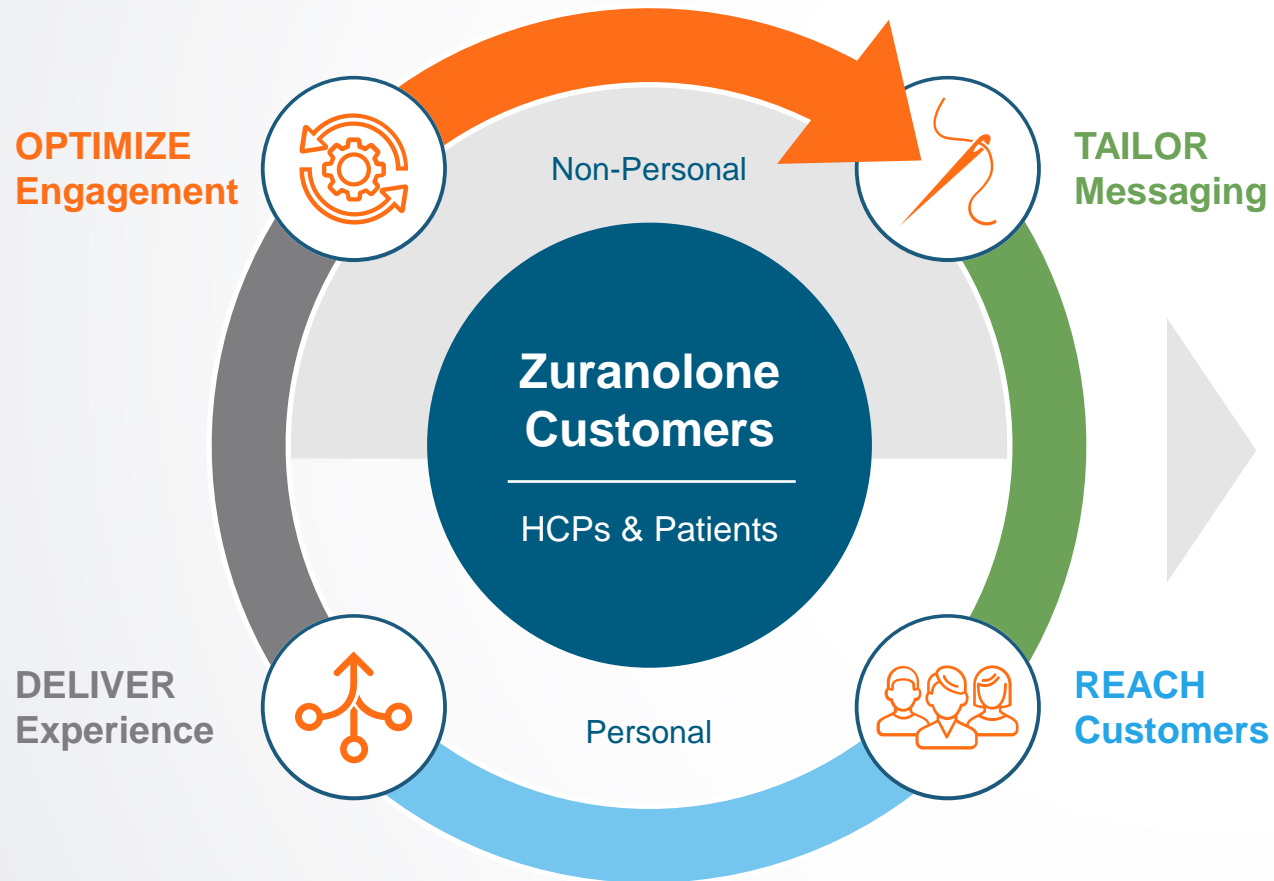 OPTIMIZE
Engagement
Non-Personal
TAILOR
Messaging
Zuranolone
Customers
HCPs & Patients
DELIVER
Experience
Personal
REACH
Customers